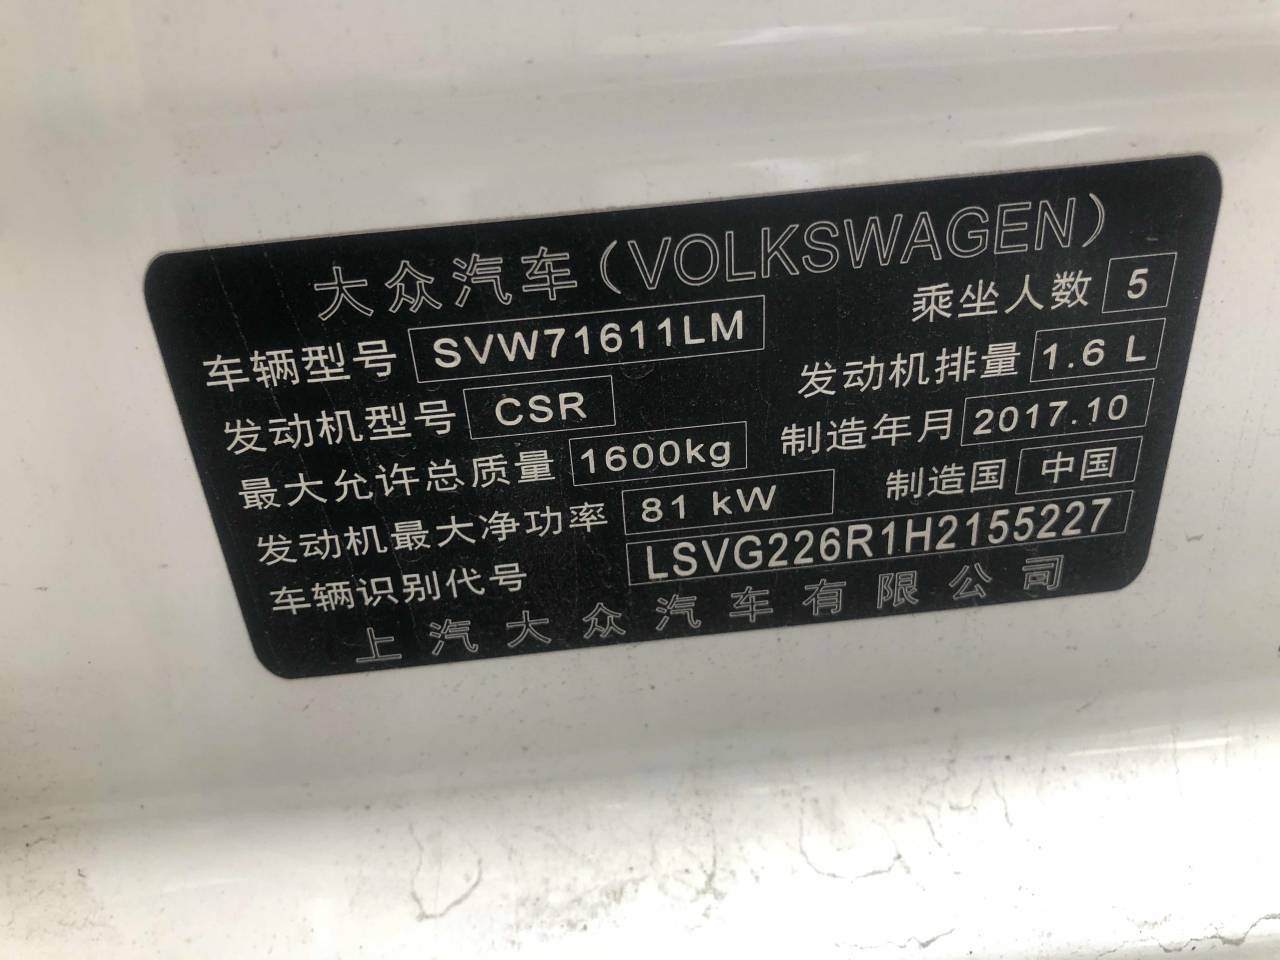 大众汽车(VOLKSWAGEN)
车辆型号 SVW71611LM 乘坐人数 5
发动机型号 CSR 发动机排量 1.6 L
最大允许总质量 1600kg 制造年月 2017.10
发动机最大净功率 81 kW 制造国 中国
车辆识别代号 LSVG226R1H2155227
上汽大众汽车有限公司